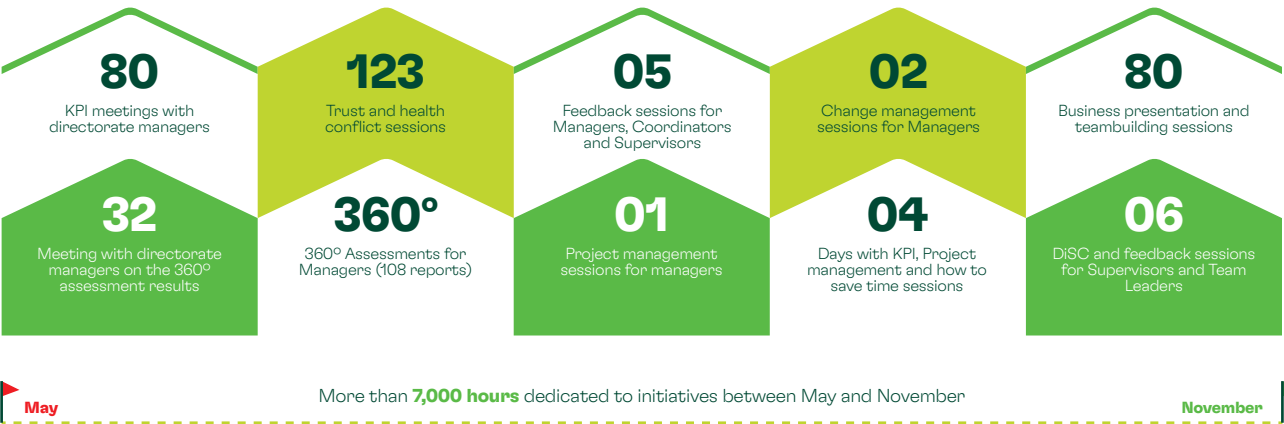 80
KPI meetings with
directorate managers
123
Trust and health
conflict sessions
05
Feedback sessions for
Managers, Coordinators
and Supervisors
02
Change management
sessions for Managers
80
Business presentation and
teambuilding sessions
32
Meeting with directorate
managers on the 360º
assessment results
360º
360º Assessments for
Managers (108 reports)
01
Project management
sessions for managers
04
Days with KPI, Project
management and how to
save time sessions
06
DiSC and feedback sessions
for Supervisors and Team
Leaders
More than 7,000 hours dedicated to initiatives between May and November
May
November